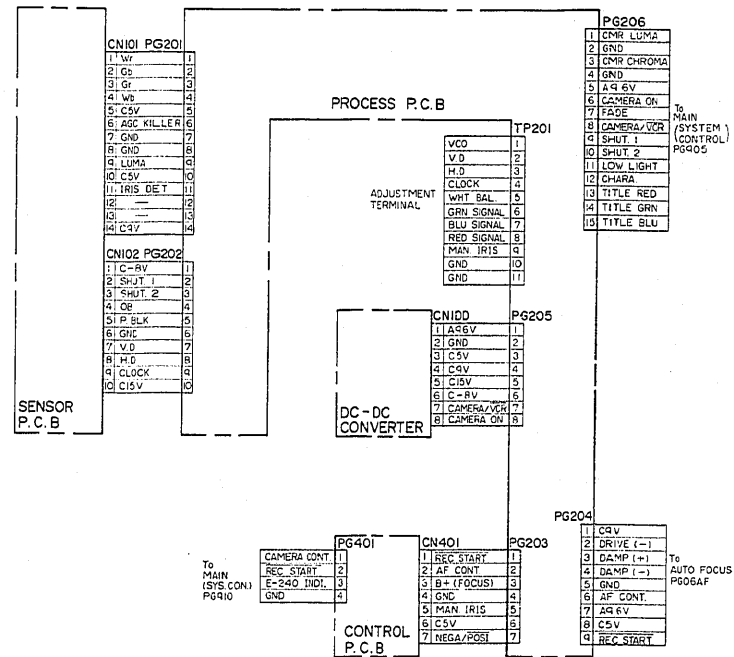 CN101 PG201
1 Wr 1
2 Gb 2
3 Gr 3
4 Wb 4
5 C5V 5
6 AGC KILLER 6
7 GND 7
8 GND 8
9 LUMA 9
10 C5V 10
11 IRIS DET 11
12 — 12
13 — 13
14 C9V 14
CN102 PG202
1 C-8V 1
2 SHUT. 1 2
3 SHUT. 2 3
4 OB 4
5 P. BLK 5
6 GND 6
7 V.D 7
8 H.D 8
9 CLOCK 9
10 C15V 10
SENSOR
P.C.B
PROCESS P.C.B
ADJUSTMENT
TERMINAL
TP201
VCO 1
V.D 2
H.D 3
CLOCK 4
WHT BAL. 5
GRN SIGNAL 6
BLU SIGNAL 7
RED SIGNAL 8
MAN. IRIS 9
GND 10
GND 11
PG206
1 CMR LUMA
2 GND
3 CMR CHROMA
4 GND
5 A9.6V
6 CAMERA ON
7 FADE
8 CAMERA/VCR
9 SHUT. 1
10 SHUT. 2
11 LOW LIGHT
12 CHARA.
13 TITLE RED
14 TITLE GRN
15 TITLE BLU
To
MAIN
(SYSTEM
CONTROL)
PG905
CN1DD PG205
1 A96V 1
2 GND 2
3 C5V 3
4 C9V 4
5 C15V 5
6 C-8V 6
7 CAMERA/VCR 7
8 CAMERA ON 8
DC-DC
CONVERTER
To
MAIN
(SYS.CON.)
PG910
PG401
CAMERA CONT. 1
REC START 2
E-240 INDI. 3
GND 4
CONTROL
P.C.B
CN401 PG203
1 REC START 1
2 AF CONT 2
3 B+(FOCUS) 3
4 GND 4
5 MAN. IRIS 5
6 C5V 6
7 NEGA/POSI 7
PG204
1 C9V
2 DRIVE (-)
3 DAMP (+)
4 DAMP (-)
5 GND
6 AF CONT.
7 A9.6V
8 C5V
9 REC START
To
AUTO FOCUS
PG06AF